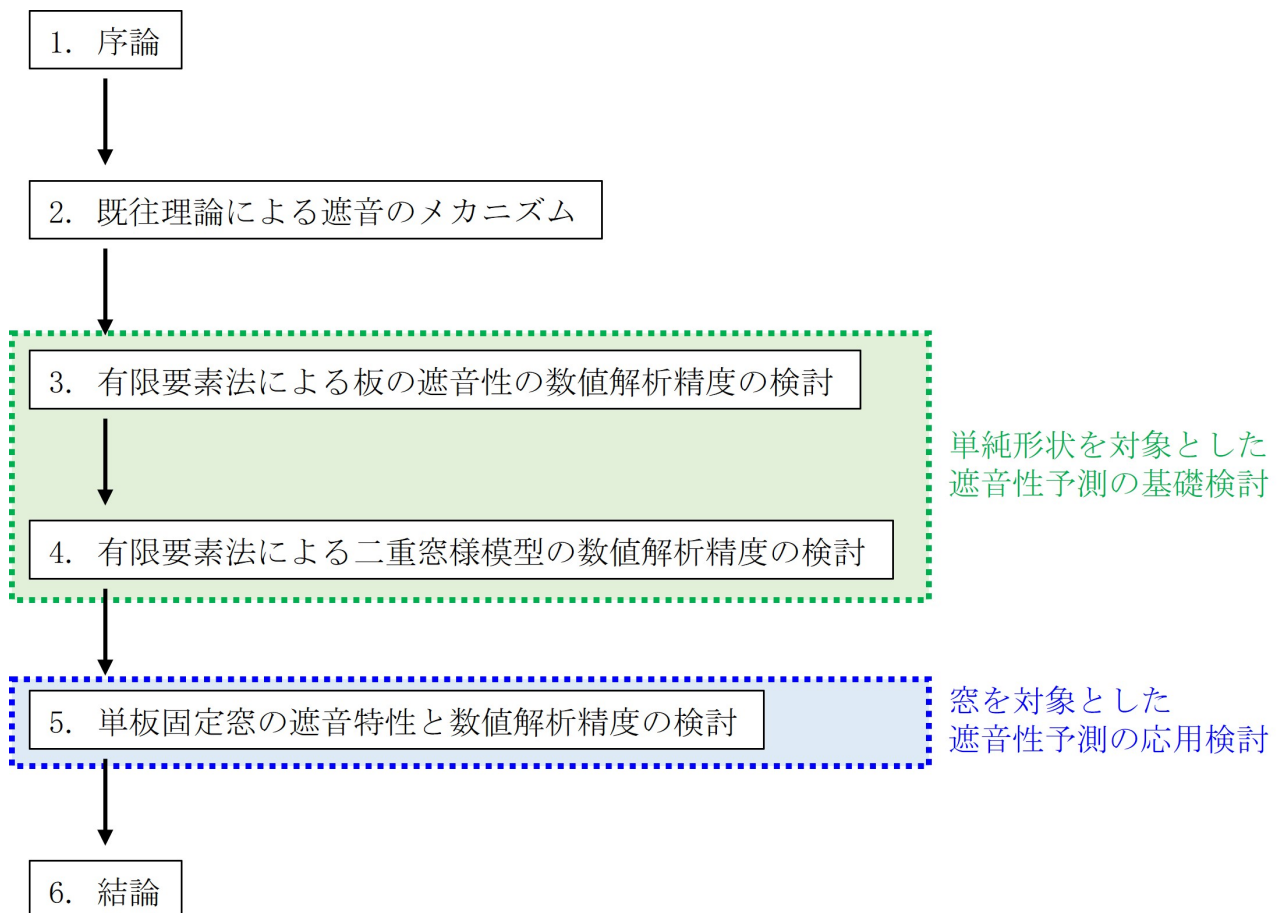 1. 序論
2. 既往理論による遮音のメカニズム
3. 有限要素法による板の遮音性の数値解析精度の検討
単純形状を対象とした
遮音性予測の基礎検討
4. 有限要素法による二重窓様模型の数値解析精度の検討
5. 単板固定窓の遮音特性と数値解析精度の検討
窓を対象とした
遮音性予測の応用検討
6. 結論